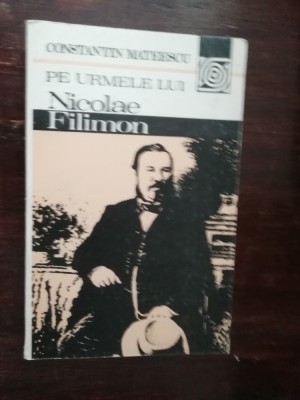 CONSTANTIN MATEESCU
PE URMELE LUI
Nicolae
Filimon